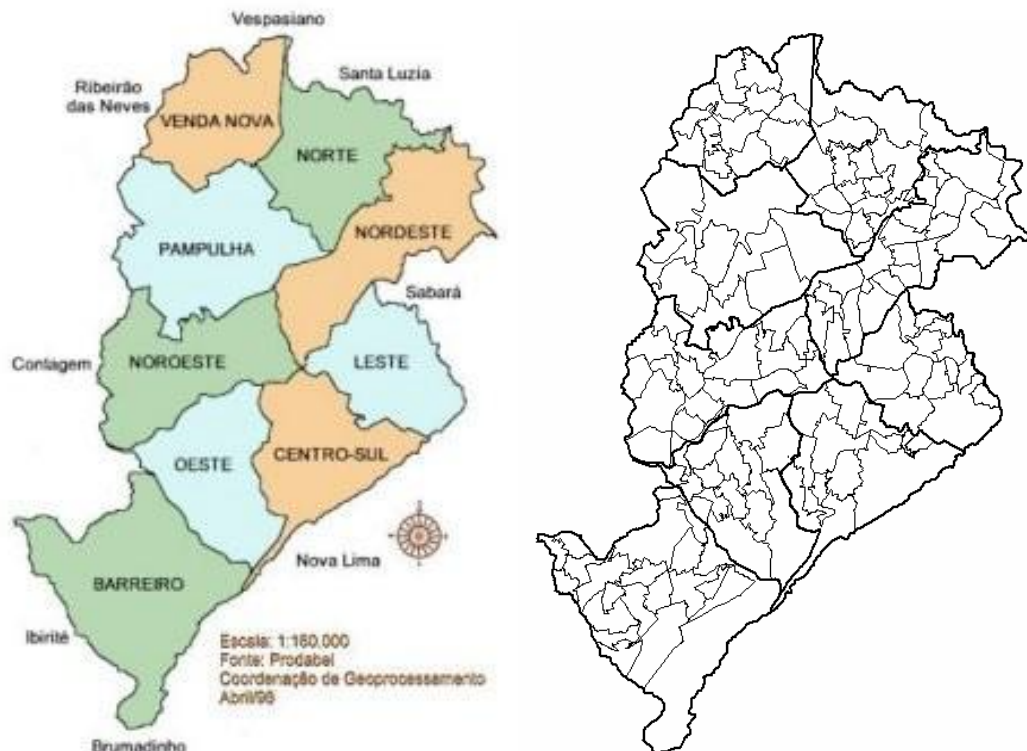 Vespasiano
Santa Luzia
Ribeirão
das Neves
VENDA NOVA
NORTE
NORDESTE
PAMPULHA
Sabará
Contagem
NOROESTE
LESTE
OESTE
CENTRO-SUL
Nova Lima
BARREIRO
Ibirité
Escala: 1:160.000
Fonte: Prodabel
Coordenação de Geoprocessamento
Abril/98
Brumadinho